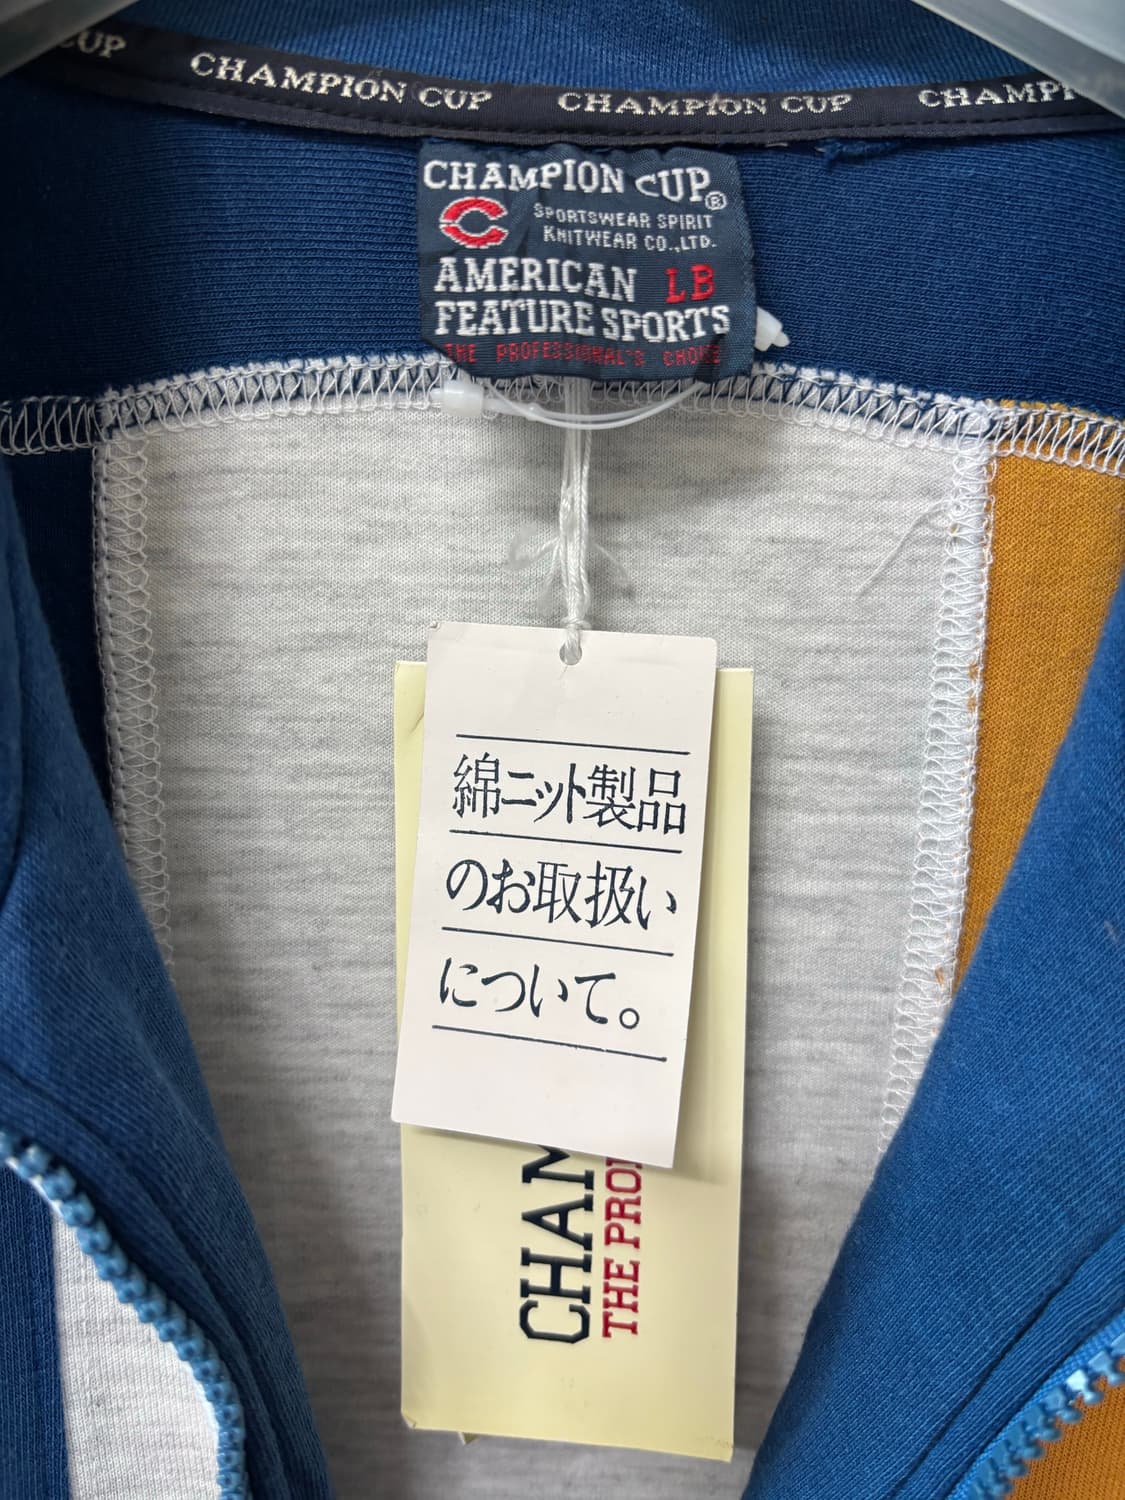 CUP CHAMPION CUP CHAMPION CUP CHAMPI
CHAMPION CUP®
C SPORTSWEAR SPIRIT
KNITWEAR CO.,LTD.
AMERICAN LB
FEATURE SPORTS
THE PROFESSIONAL'S CHOICE
綿ニット製品
のお取扱い
について。
CHAM
THE PRO